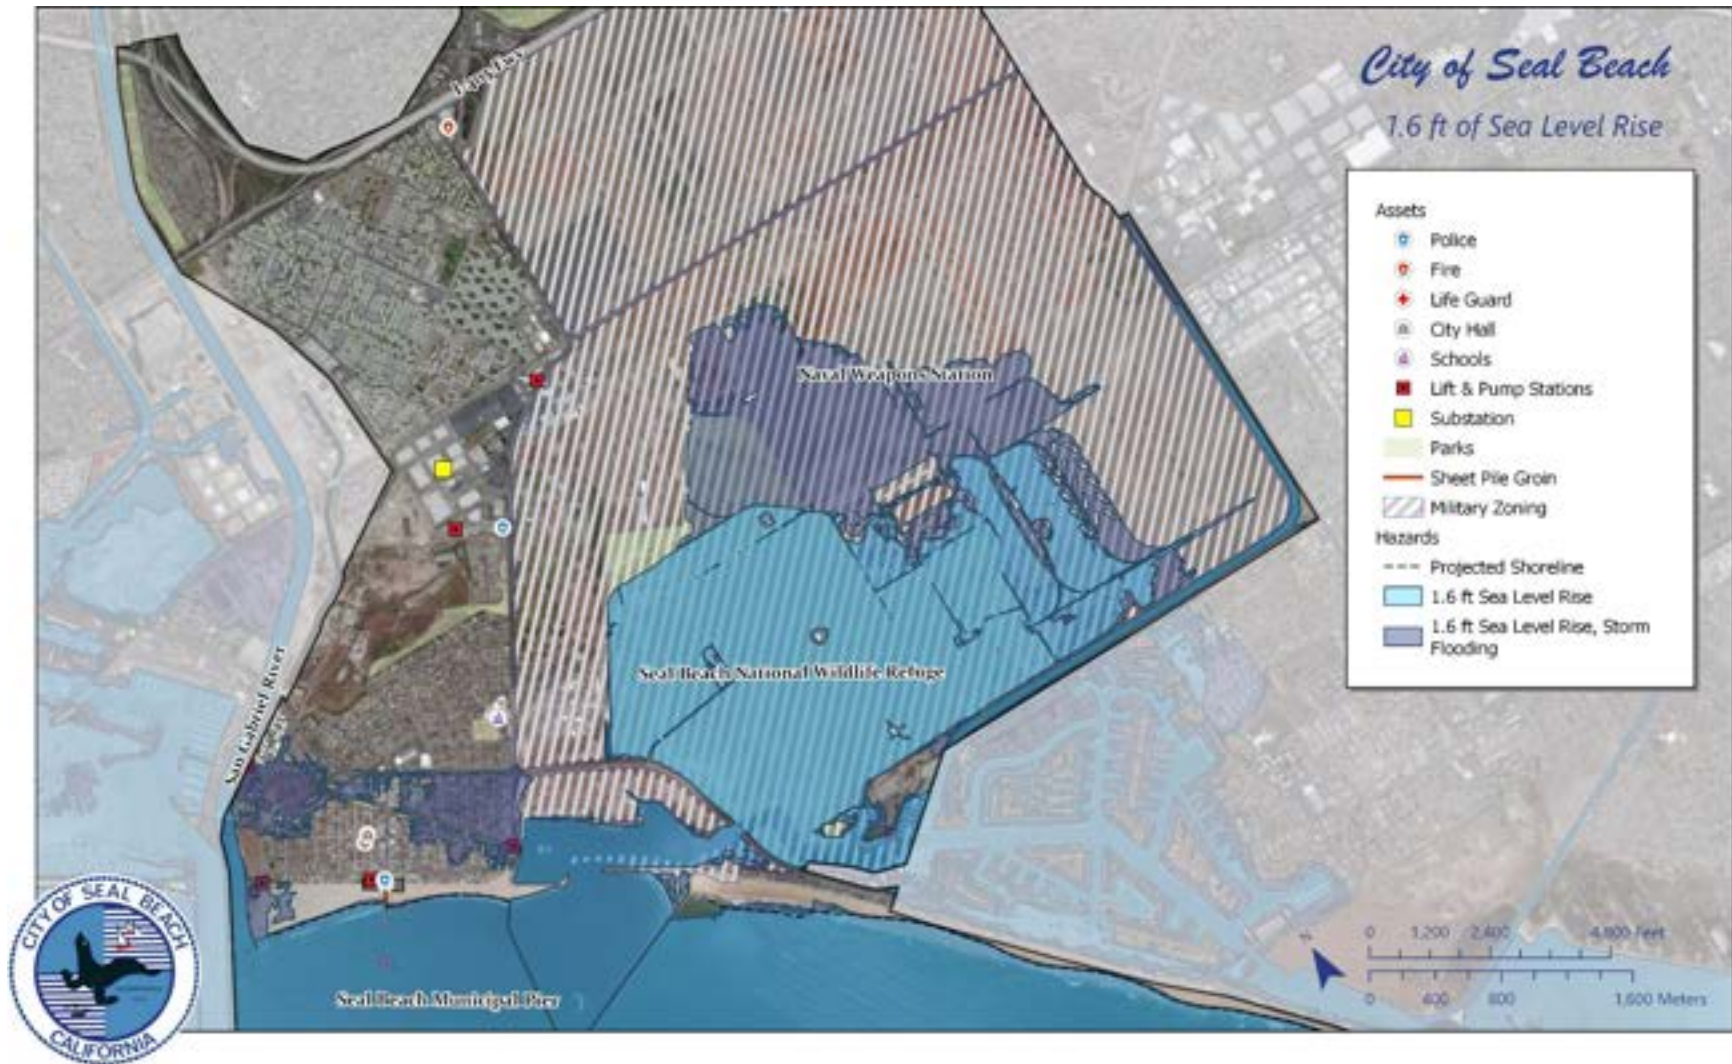 City of Seal Beach
1.6 ft of Sea Level Rise
Assets
Police
Fire
Life Guard
City Hall
Schools
Lift & Pump Stations
Substation
Parks
Sheet Pile Groin
Military Zoning
Hazards
Projected Shoreline
1.6 ft Sea Level Rise
1.6 ft Sea Level Rise, Storm
Flooding
Naval Weapons Station
Seal Beach National Wildlife Refuge
San Gabriel River
Seal Beach Municipal Pier
0 1,200 2,400 4,800 Feet
0 400 800 1,600 Meters
CITY OF SEAL BEACH
CALIFORNIA